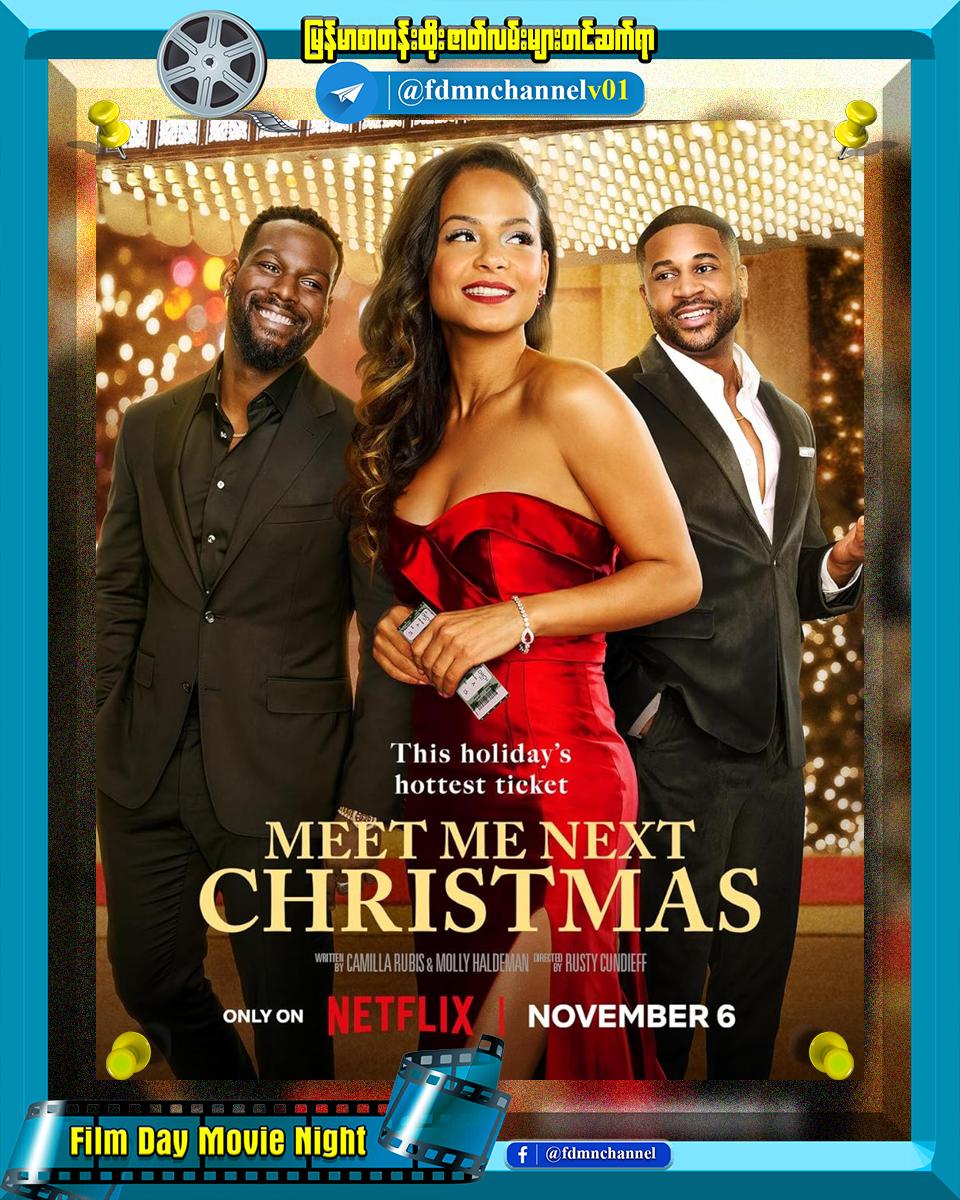 မြန်မာစာတန်းထိုးဇာတ်လမ်းများတင်ဆက်ရာ
@fdmnchannelv01
This holiday's
hottest ticket
MEET ME NEXT
CHRISTMAS
WRITTEN BY CAMILLA RUBIS & MOLLY HALDEMAN DIRECTED BY RUSTY CUNDIEFF
ONLY ON NETFLIX | NOVEMBER 6
Film Day Movie Night
f | @fdmnchannel